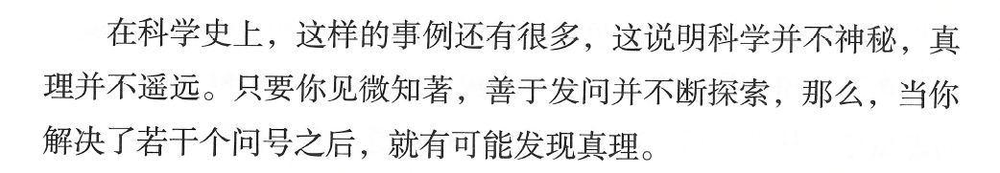 在科学史上，这样的事例还有很多，这说明科学并不神秘，真
理并不遥远。只要你见微知著，善于发问并不断探索，那么，当你
解决了若干个问号之后，就有可能发现真理。